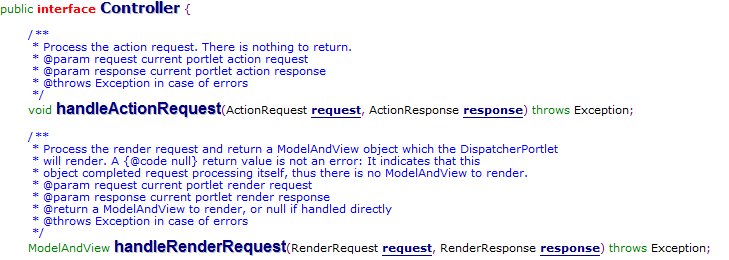 public interface Controller {
/**
* Process the action request. There is nothing to return.
* @param request current portlet action request
* @param response current portlet action response
* @throws Exception in case of errors
*/
void handleActionRequest(ActionRequest request, ActionResponse response) throws Exception;
/**
* Process the render request and return a ModelAndView object which the DispatcherPortlet
* will render. A {@code null} return value is not an error: It indicates that this
* object completed request processing itself, thus there is no ModelAndView to render.
* @param request current portlet render request
* @param response current portlet render response
* @return a ModelAndView to render, or null if handled directly
* @throws Exception in case of errors
*/
ModelAndView handleRenderRequest(RenderRequest request, RenderResponse response) throws Exception;